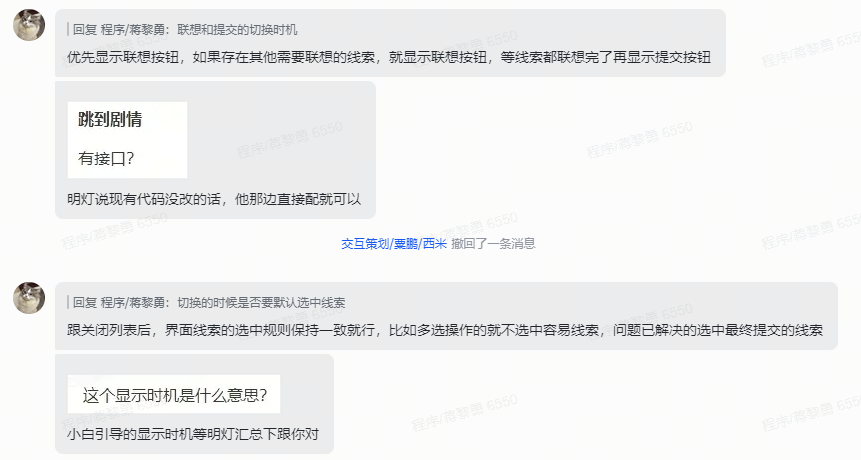 回复 程序/蒋黎勇：联想和提交的切换时机
优先显示联想按钮，如果存在其他需要联想的线索，就显示联想按钮，等线索都联想完了再显示提交按钮
跳到剧情
有接口？
明灯说现有代码没改的话，他那边直接配就可以
交互策划/粟鹏/西米 撤回了一条消息
回复 程序/蒋黎勇：切换的时候是否要默认选中线索
跟关闭列表后，界面线索的选中规则保持一致就行，比如多选操作的就不选中容易线索，问题已解决的选中最终提交的线索
这个显示时机是什么意思？
小白引导的显示时机等明灯汇总下跟你对
程序/蒋黎勇 6550